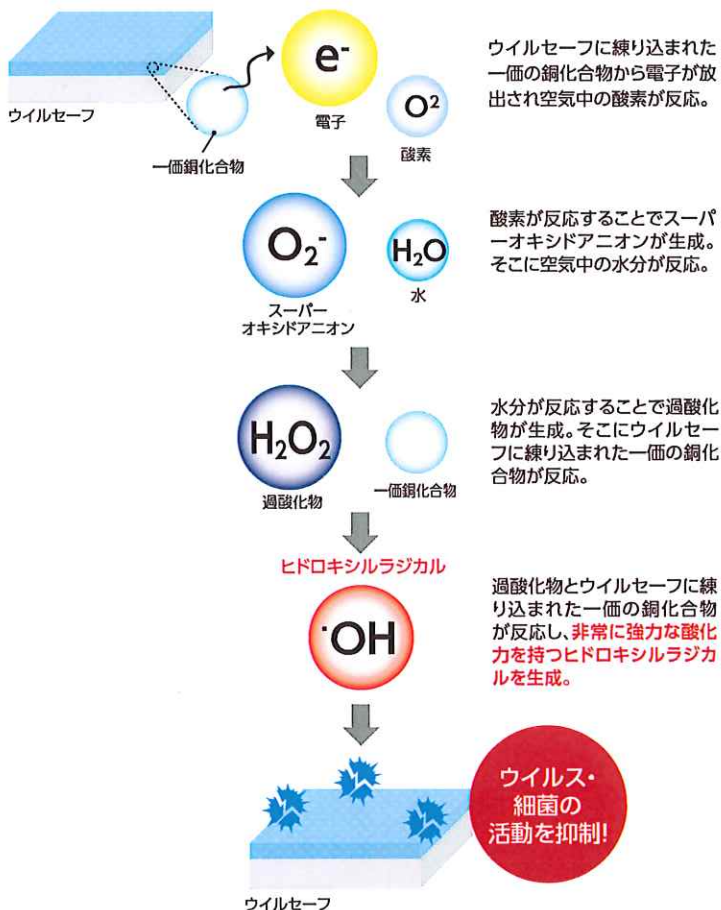 ウイルセーフ
一価銅化合物
e⁻
電子
O²
酸素
ウイルセーフに練り込まれた
一価の銅化合物から電子が放
出され空気中の酸素が反応。
O₂⁻
スーパー
オキシドアニオン
H₂O
水
酸素が反応することでスーパ
ーオキシドアニオンが生成。
そこに空気中の水分が反応。
H₂O₂
過酸化物
一価銅化合物
水分が反応することで過酸化
物が生成。そこにウイルセー
フに練り込まれた一価の銅化
合物が反応。
ヒドロキシルラジカル
·OH
過酸化物とウイルセーフに練
り込まれた一価の銅化合物
が反応し、非常に強力な酸化
力を持つヒドロキシルラジカ
ルを生成。
ウイルス・
細菌の
活動を抑制!
ウイルセーフ